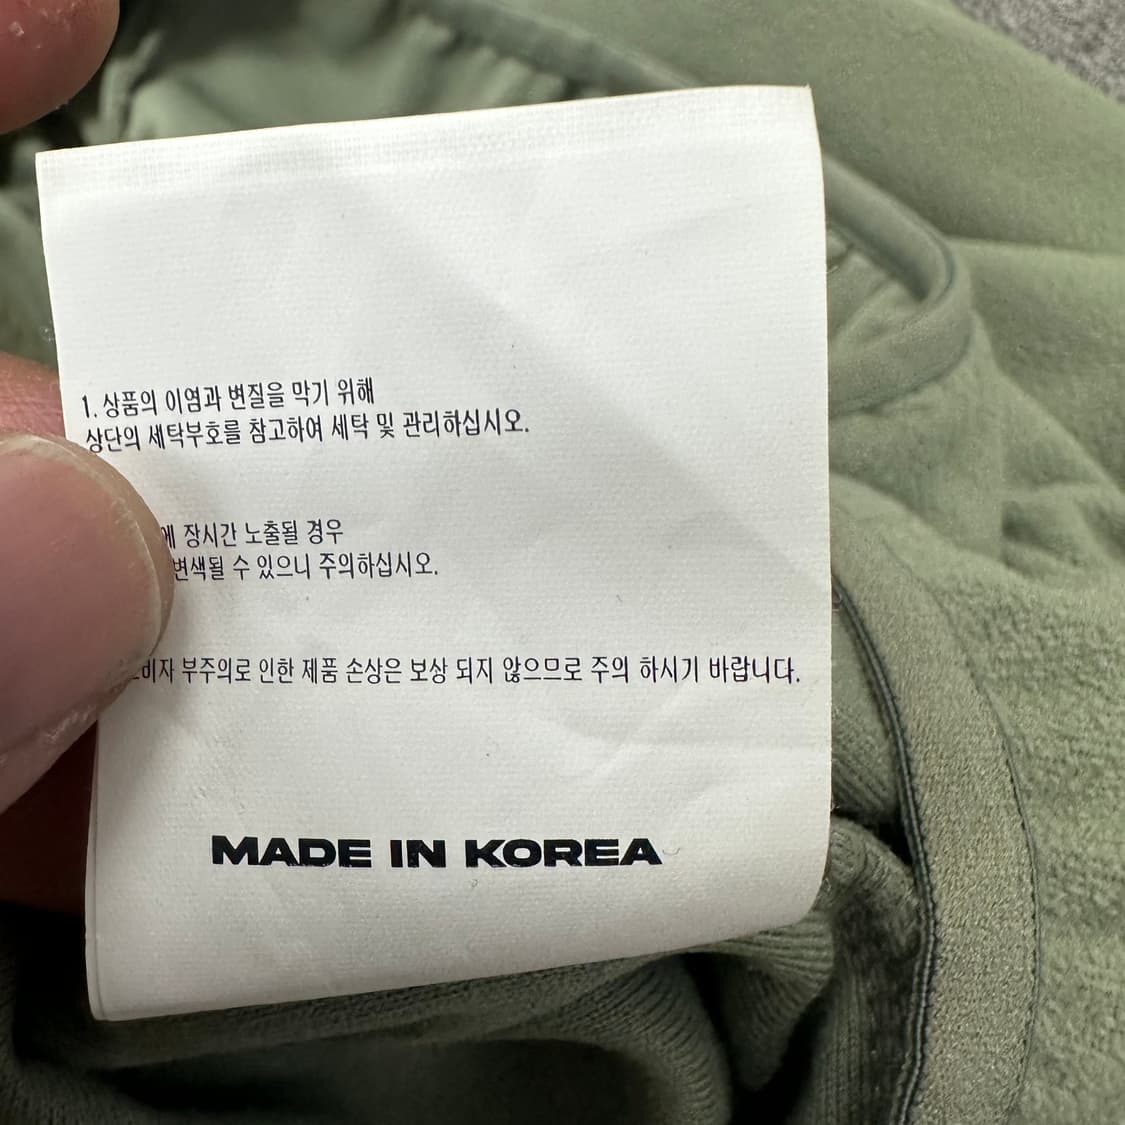 1. 상품의 이염과 변질을 막기 위해
상단의 세탁부호를 참고하여 세탁 및 관리하십시오.
에 장시간 노출될 경우
변색될 수 있으니 주의하십시오.
부주의로 인한 제품 손상은 보상 되지 않으므로 주의 하시기 바랍니다.
MADE IN KOREA